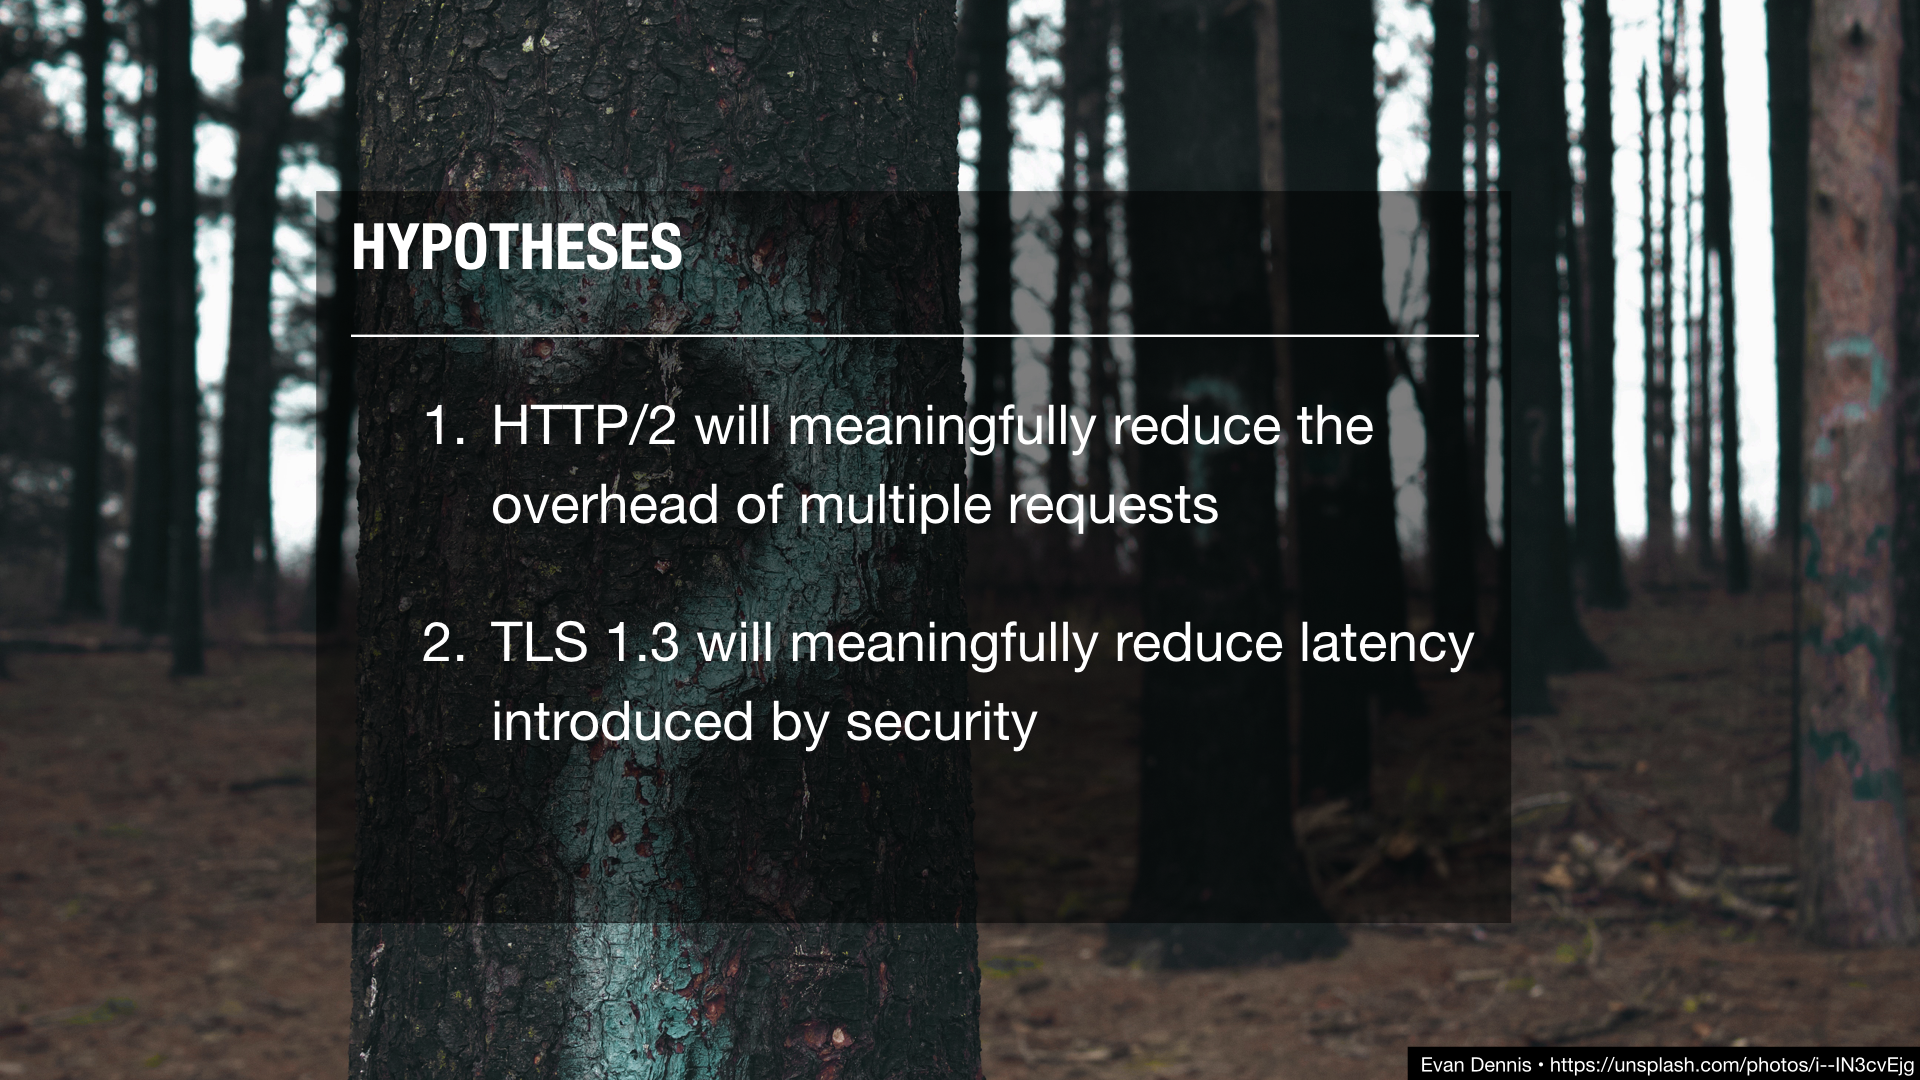 HYPOTHESES
1. HTTP/2 will meaningfully reduce the
overhead of multiple requests
2. TLS 1.3 will meaningfully reduce latency
introduced by security
Evan Dennis • https://unsplash.com/photos/i--IN3cvEjg